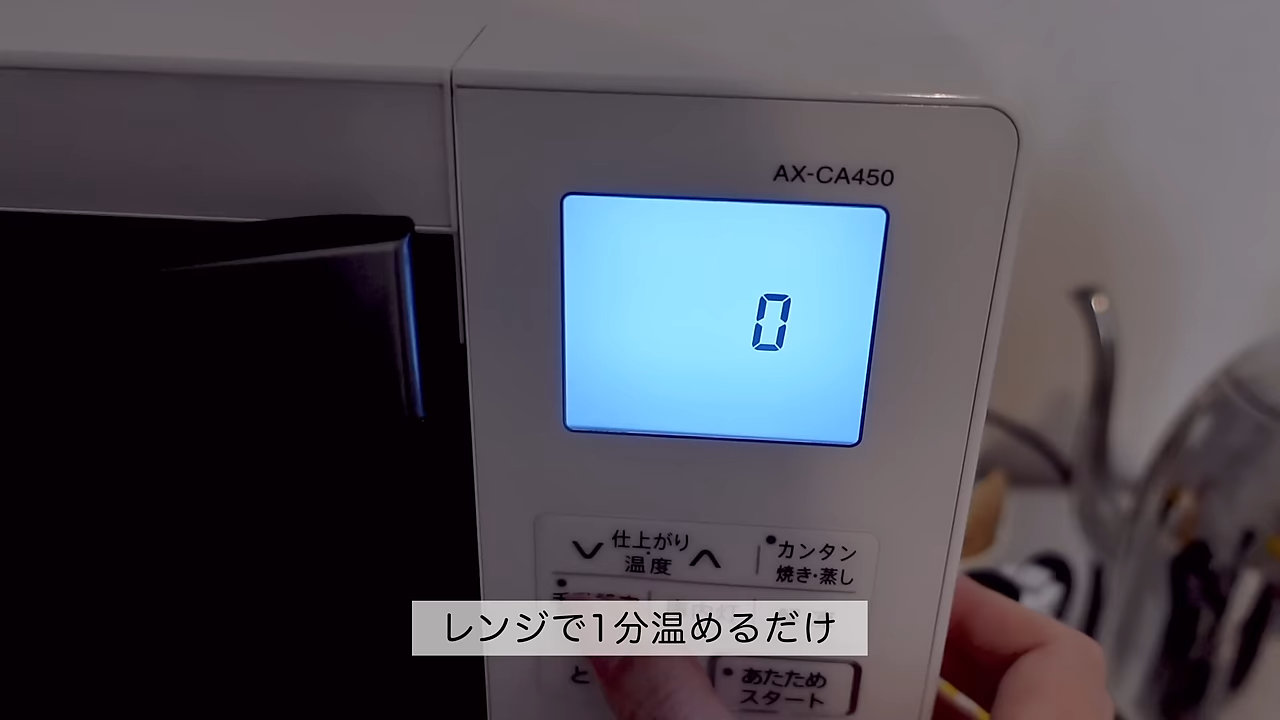 AX-CA450
0
仕上がり
温度
カンタン
焼き・蒸し
レンジで1分温めるだけ
と
あたため
スタート